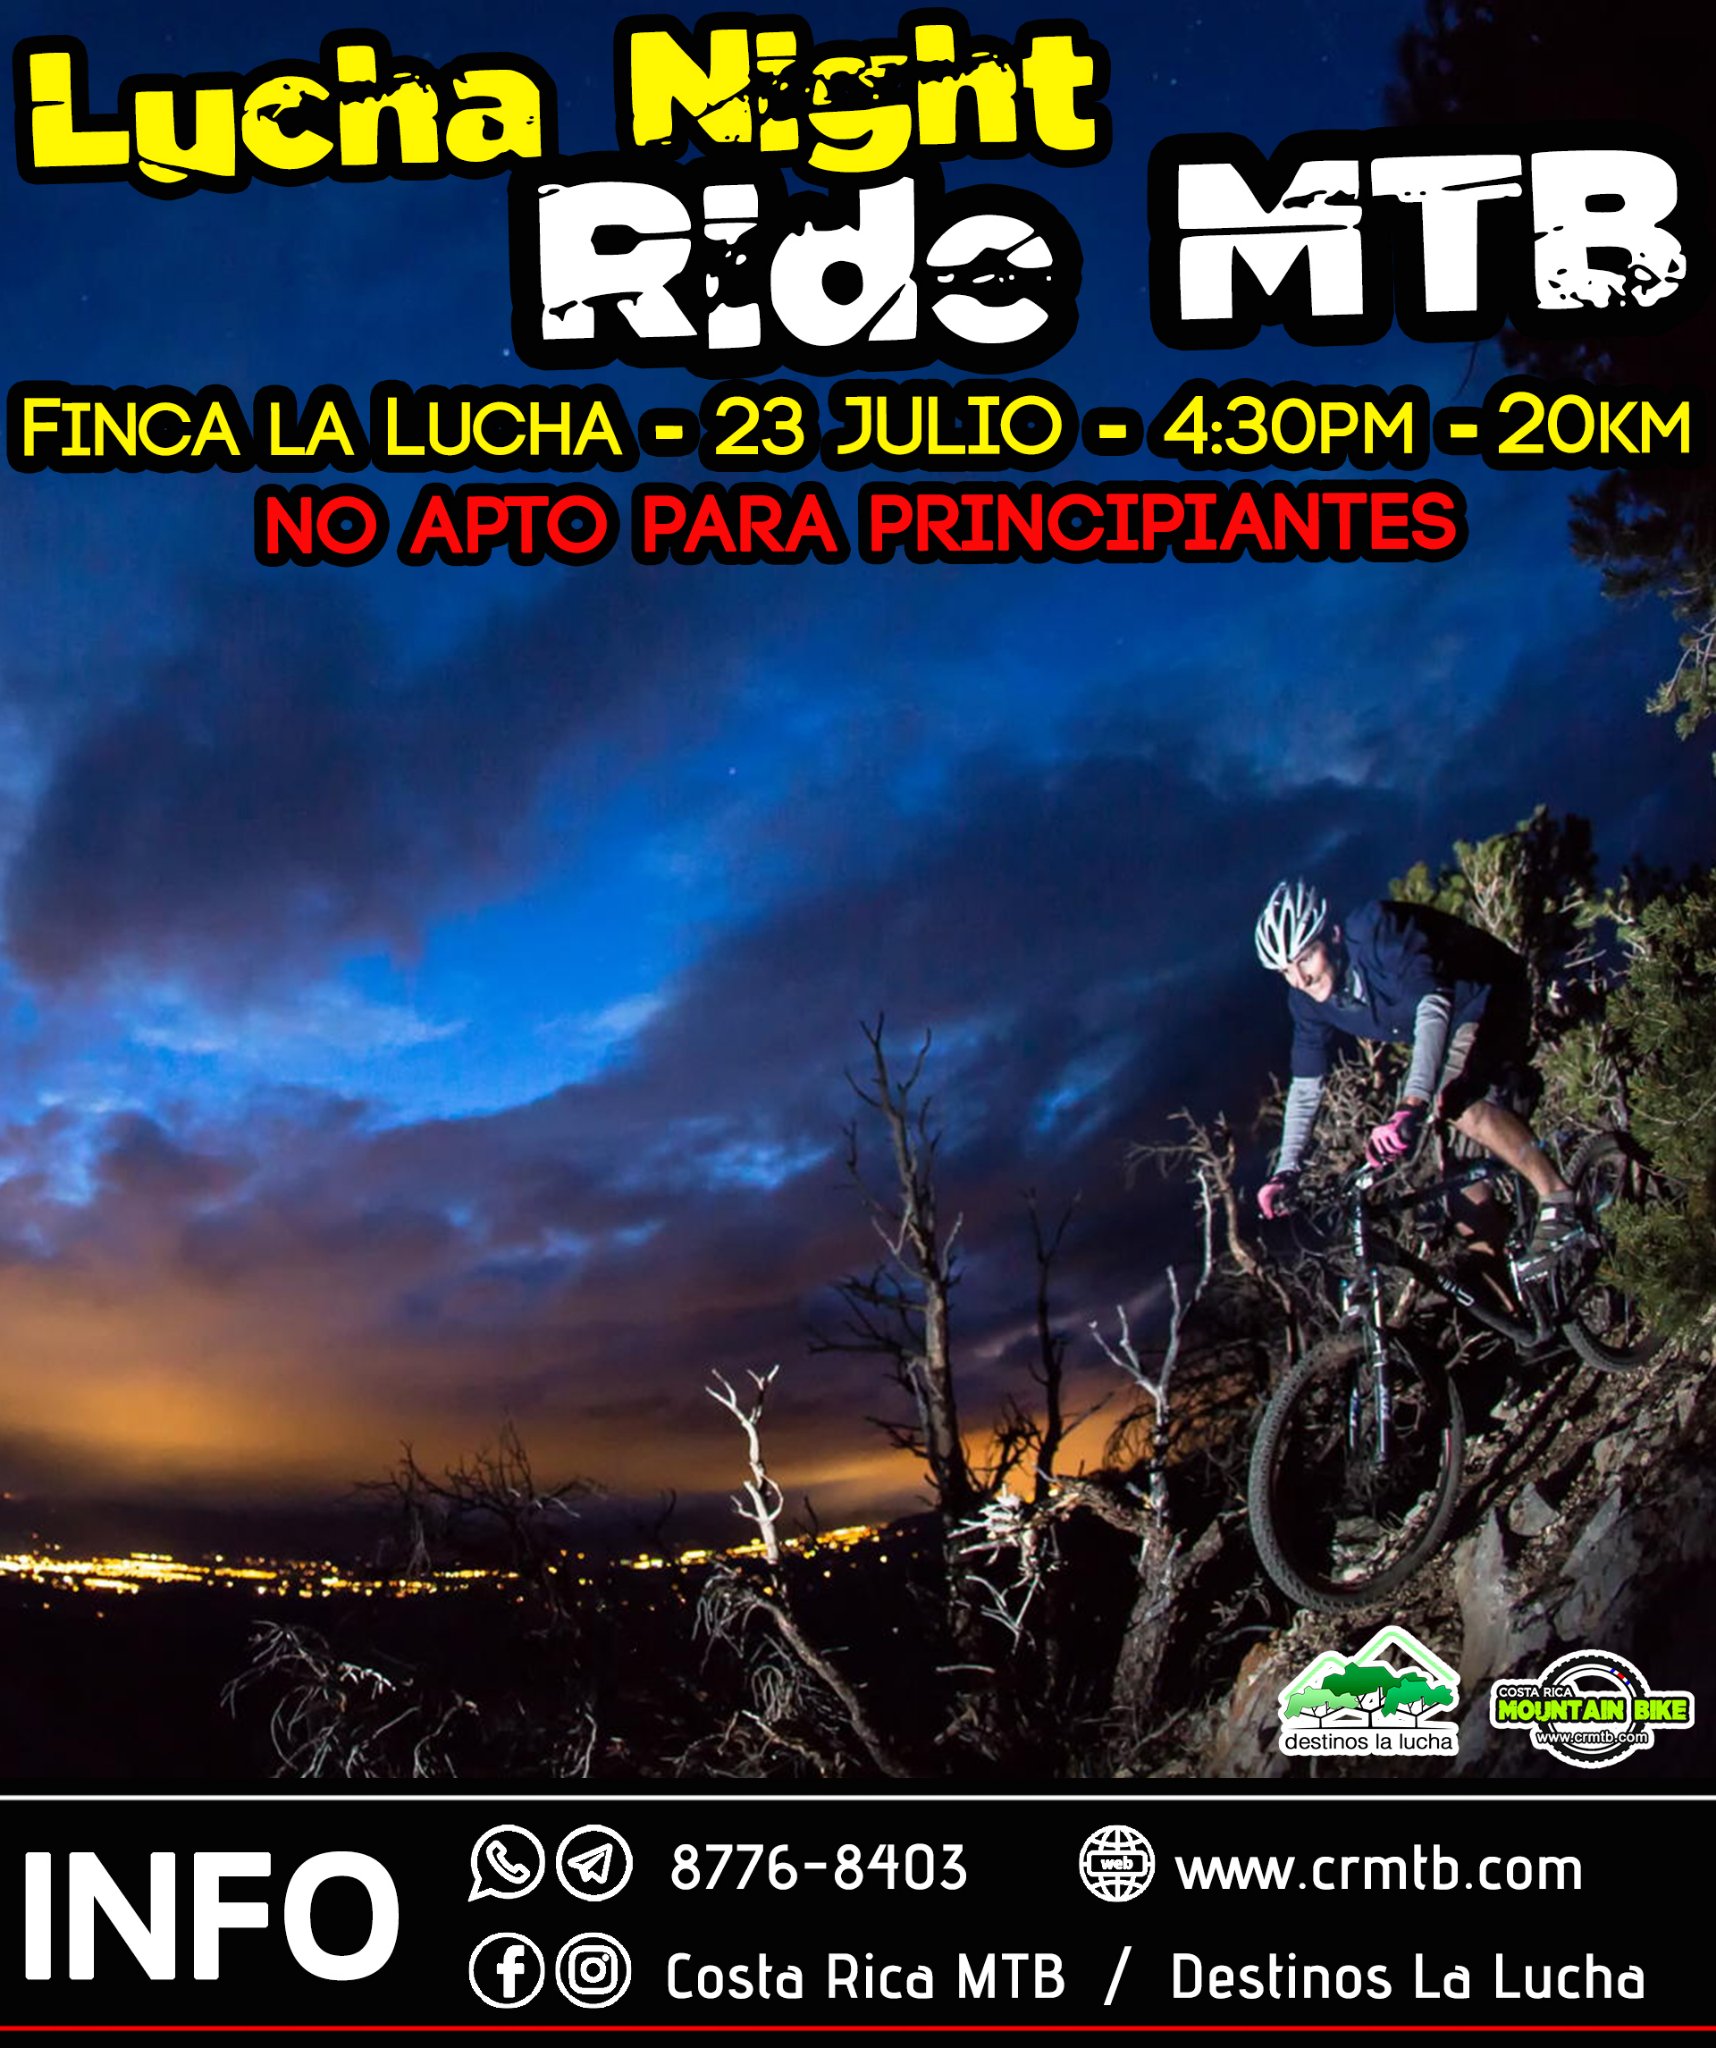 Lucha Night
Ride MTB
FINCA LA LUCHA - 23 JULIO - 4:30PM - 20KM
NO APTO PARA PRINCIPIANTES
destinos la lucha
COSTA RICA
MOUNTAIN BIKE
www.crmtb.com
INFO
8776-8403
web
www.crmtb.com
Costa Rica MTB / Destinos La Lucha